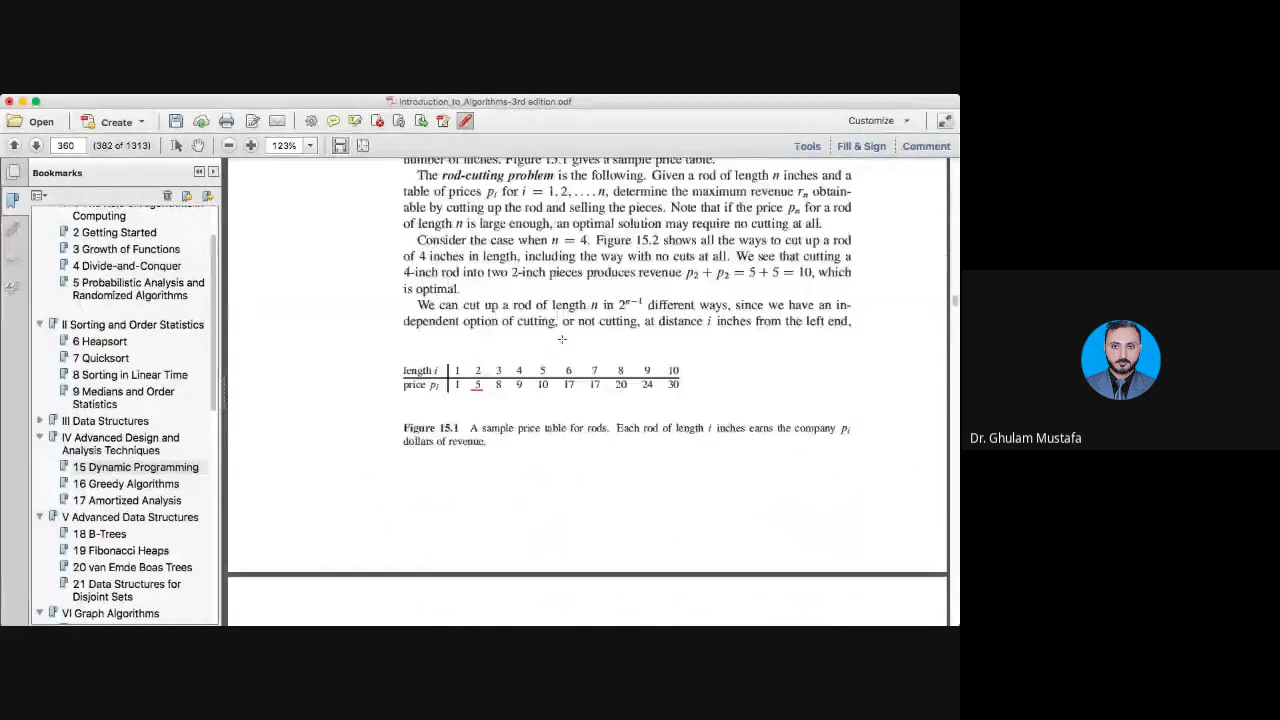 Introduction_to_Algorithms-3rd edition.pdf
Open
Create
Customize
360
(382 of 1313)
123%
Tools
Fill & Sign
Comment
Bookmarks
Computing
2 Getting Started
3 Growth of Functions
4 Divide-and-Conquer
5 Probabilistic Analysis and
Randomized Algorithms
II Sorting and Order Statistics
6 Heapsort
7 Quicksort
8 Sorting in Linear Time
9 Medians and Order
Statistics
III Data Structures
IV Advanced Design and
Analysis Techniques
15 Dynamic Programming
16 Greedy Algorithms
17 Amortized Analysis
V Advanced Data Structures
18 B-Trees
19 Fibonacci Heaps
20 van Emde Boas Trees
21 Data Structures for
Disjoint Sets
VI Graph Algorithms
number of inches. Figure 15.1 gives a sample price table.
The rod-cutting problem is the following. Given a rod of length n inches and a
table of prices pᵢ for i = 1, 2, . . . , n, determine the maximum revenue rₙ obtain-
able by cutting up the rod and selling the pieces. Note that if the price pₙ for a rod
of length n is large enough, an optimal solution may require no cutting at all.
Consider the case when n = 4. Figure 15.2 shows all the ways to cut up a rod
of 4 inches in length, including the way with no cuts at all. We see that cutting a
4-inch rod into two 2-inch pieces produces revenue p₂ + p₂ = 5 + 5 = 10, which
is optimal.
We can cut up a rod of length n in 2ⁿ⁻¹ different ways, since we have an in-
dependent option of cutting, or not cutting, at distance i inches from the left end,
length i 1 2 3 4 5 6 7 8 9 10
price pᵢ 1 5 8 9 10 17 17 20 24 30
Figure 15.1 A sample price table for rods. Each rod of length i inches earns the company pᵢ
dollars of revenue.
Dr. Ghulam Mustafa